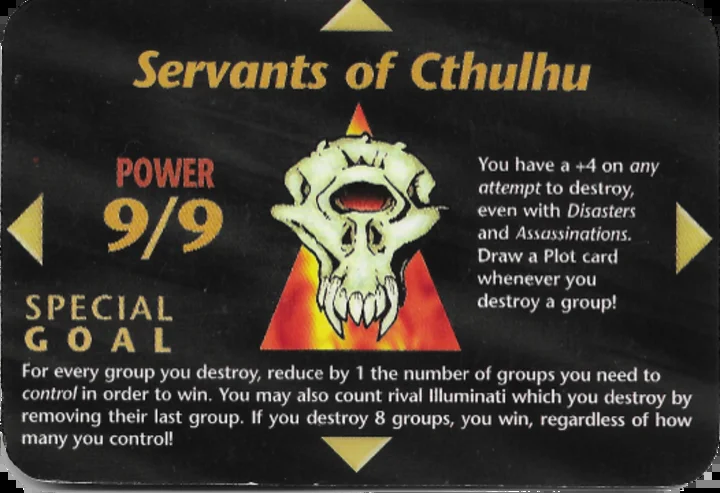 Servants of Cthulhu
POWER
9/9
You have a +4 on any
attempt to destroy,
even with Disasters
and Assassinations.
Draw a Plot card
whenever you
destroy a group!
SPECIAL
GOAL
For every group you destroy, reduce by 1 the number of groups you need to
control in order to win. You may also count rival Illuminati which you destroy by
removing their last group. If you destroy 8 groups, you win, regardless of how
many you control!